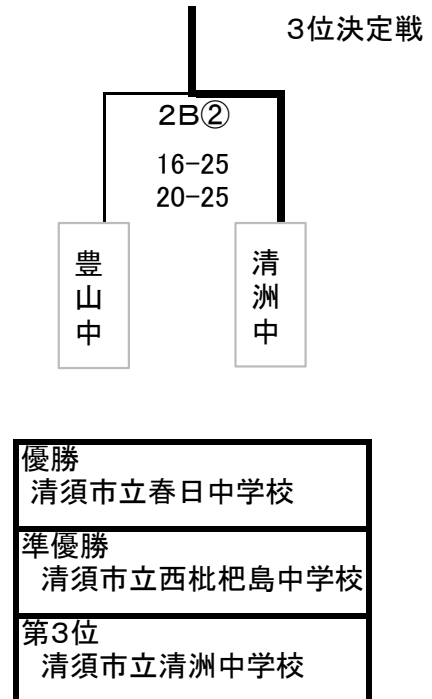 3位決定戦
2B②
16-25
20-25
豊山中
清洲中
優勝
清須市立春日中学校
準優勝
清須市立西枇杷島中学校
第3位
清須市立清洲中学校